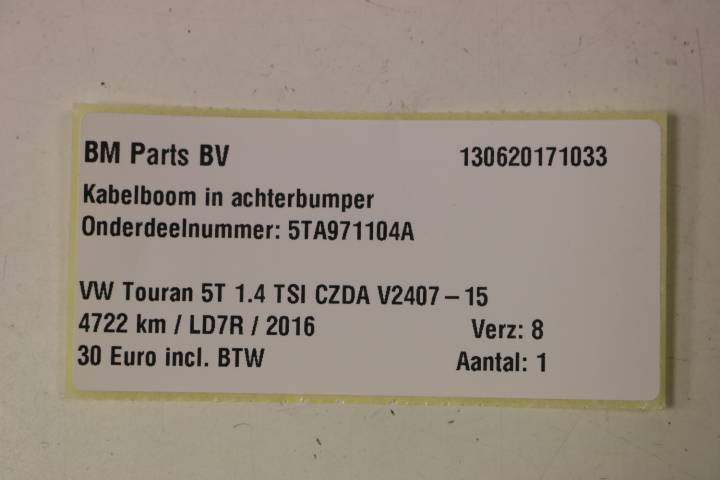 BM Parts BV 130620171033
Kabelboom in achterbumper
Onderdeelnummer: 5TA971104A
VW Touran 5T 1.4 TSI CZDA V2407-15
4722 km / LD7R / 2016 Verz: 8
30 Euro incl. BTW Aantal: 1